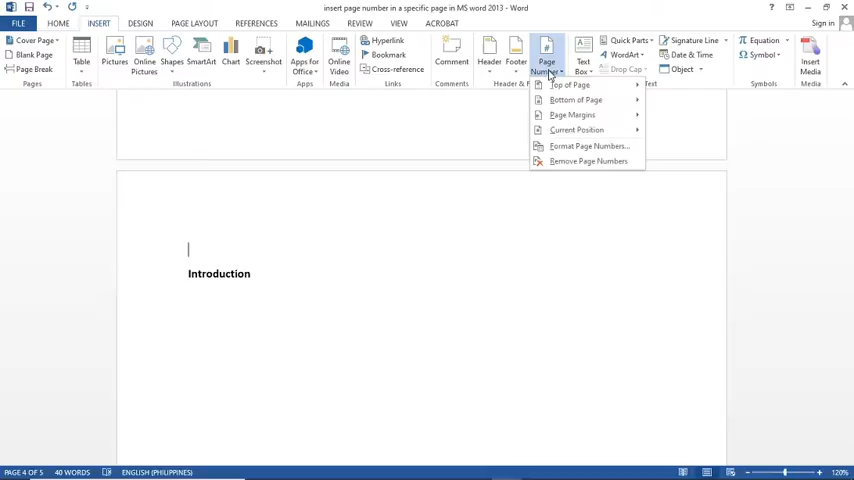 insert page number in a specific page in MS word 2013 - Word
Sign in
FILE HOME INSERT DESIGN PAGE LAYOUT REFERENCES MAILINGS REVIEW VIEW ACROBAT
Cover Page
Blank Page
Page Break
Pages
Table
Tables
Pictures
Online
Pictures
Shapes
SmartArt
Chart
Screenshot
Illustrations
Apps for
Office
Apps
Online
Video
Media
Hyperlink
Bookmark
Cross-reference
Links
Comment
Comments
Header
Footer
Page
Number
Header & F
Text
Box
Quick Parts
WordArt
Drop Cap
Signature Line
Date & Time
Object
Text
Equation
Symbol
Symbols
Insert
Media
Media
Top of Page
Bottom of Page
Page Margins
Current Position
Format Page Numbers...
Remove Page Numbers
Introduction
PAGE 4 OF 5 40 WORDS ENGLISH (PHILIPPINES)
120%